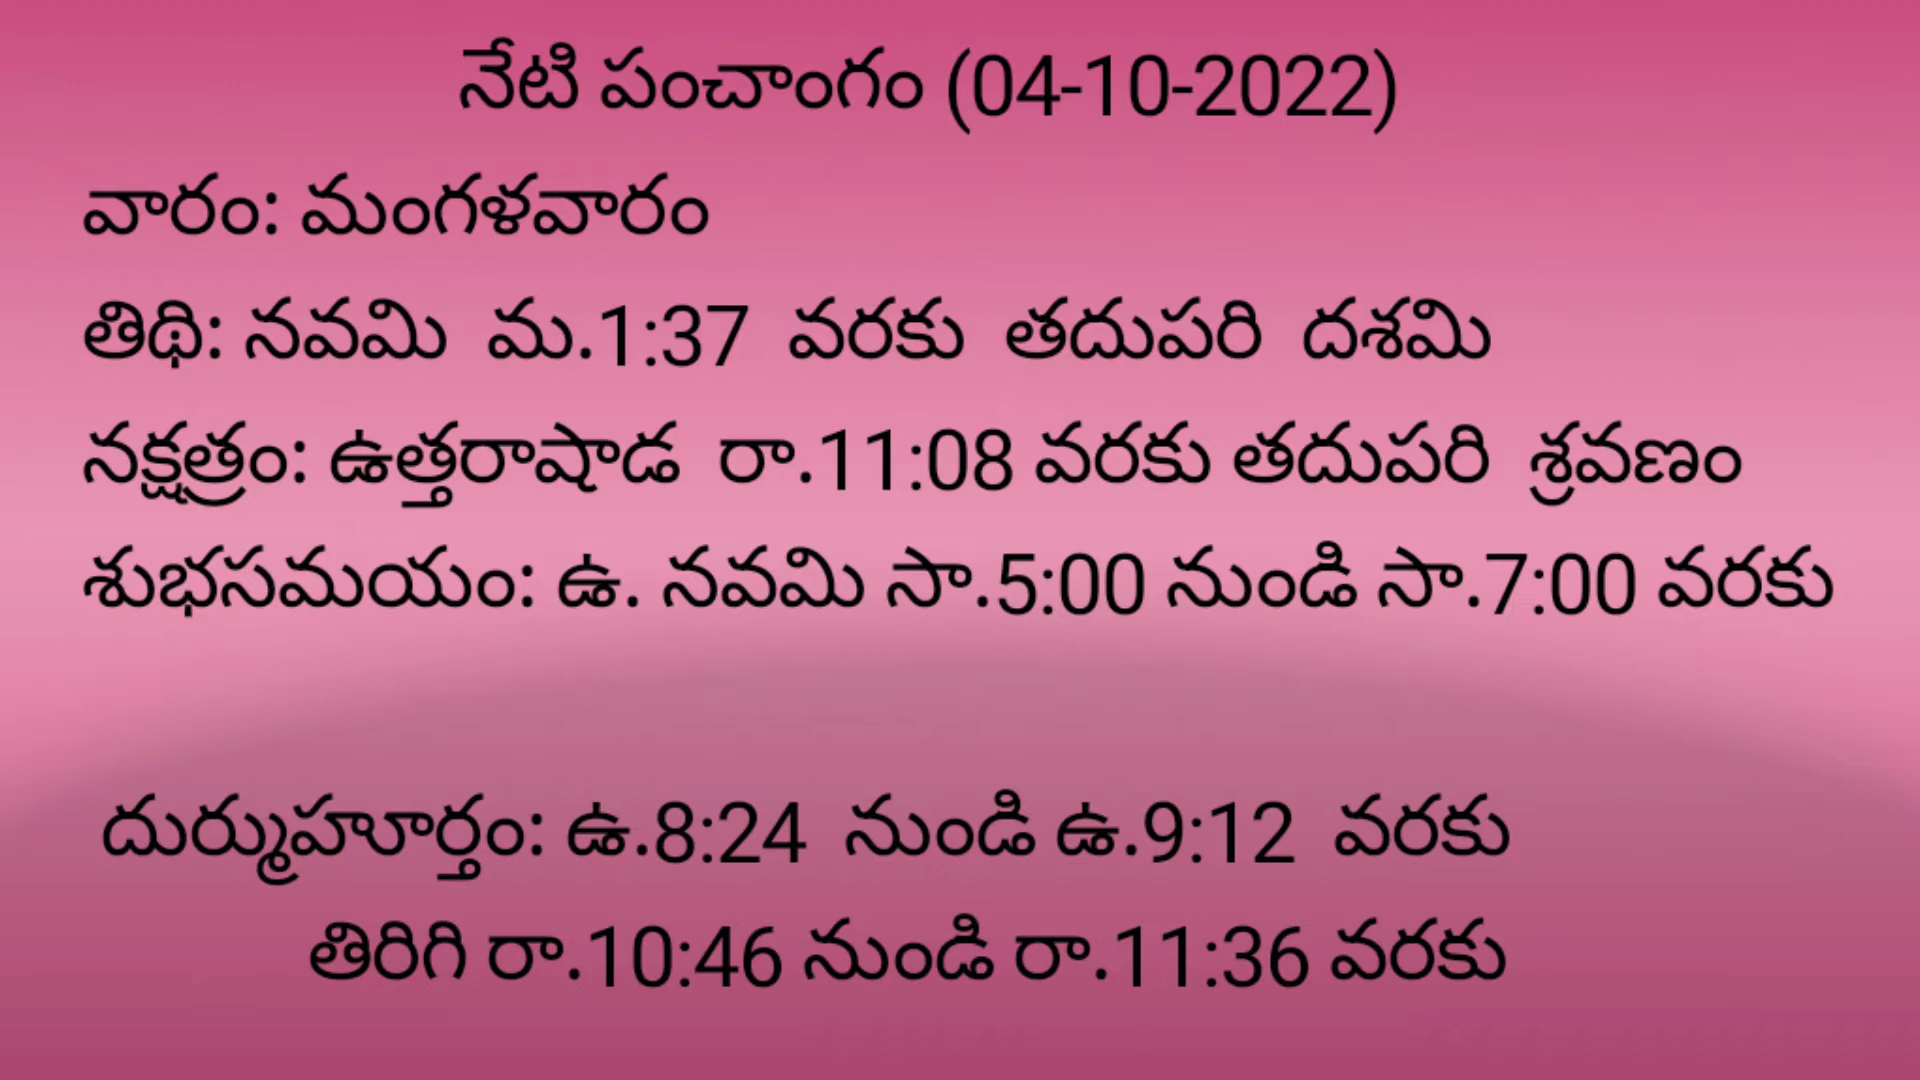 నేటి పంచాంగం (04-10-2022)
వారం: మంగళవారం
తిథి: నవమి మ.1:37 వరకు తదుపరి దశమి
నక్షత్రం: ఉత్తరాషాడ రా.11:08 వరకు తదుపరి శ్రవణం
శుభసమయం: ఉ. నవమి సా.5:00 నుండి సా.7:00 వరకు
దుర్ముహూర్తం: ఉ.8:24 నుండి ఉ.9:12 వరకు
తిరిగి రా.10:46 నుండి రా.11:36 వరకు